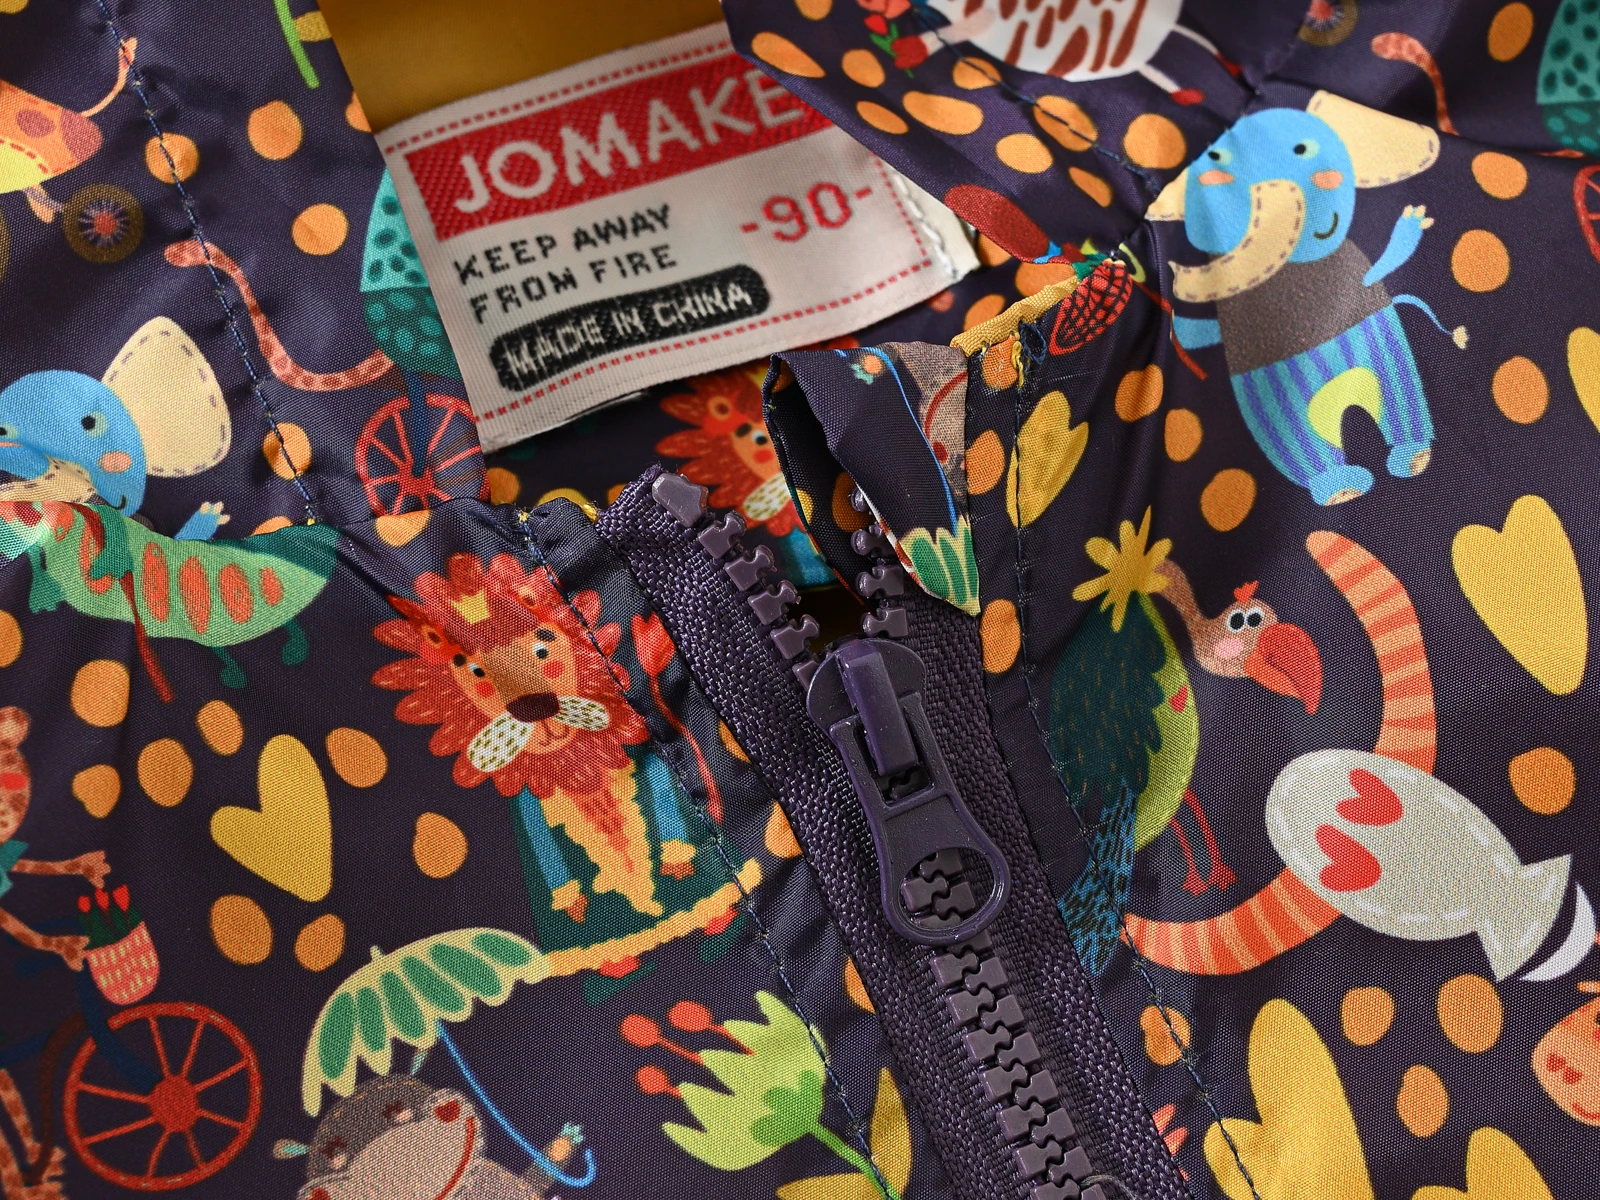 JOMAKE
-90-
KEEP AWAY
FROM FIRE
MADE IN CHINA